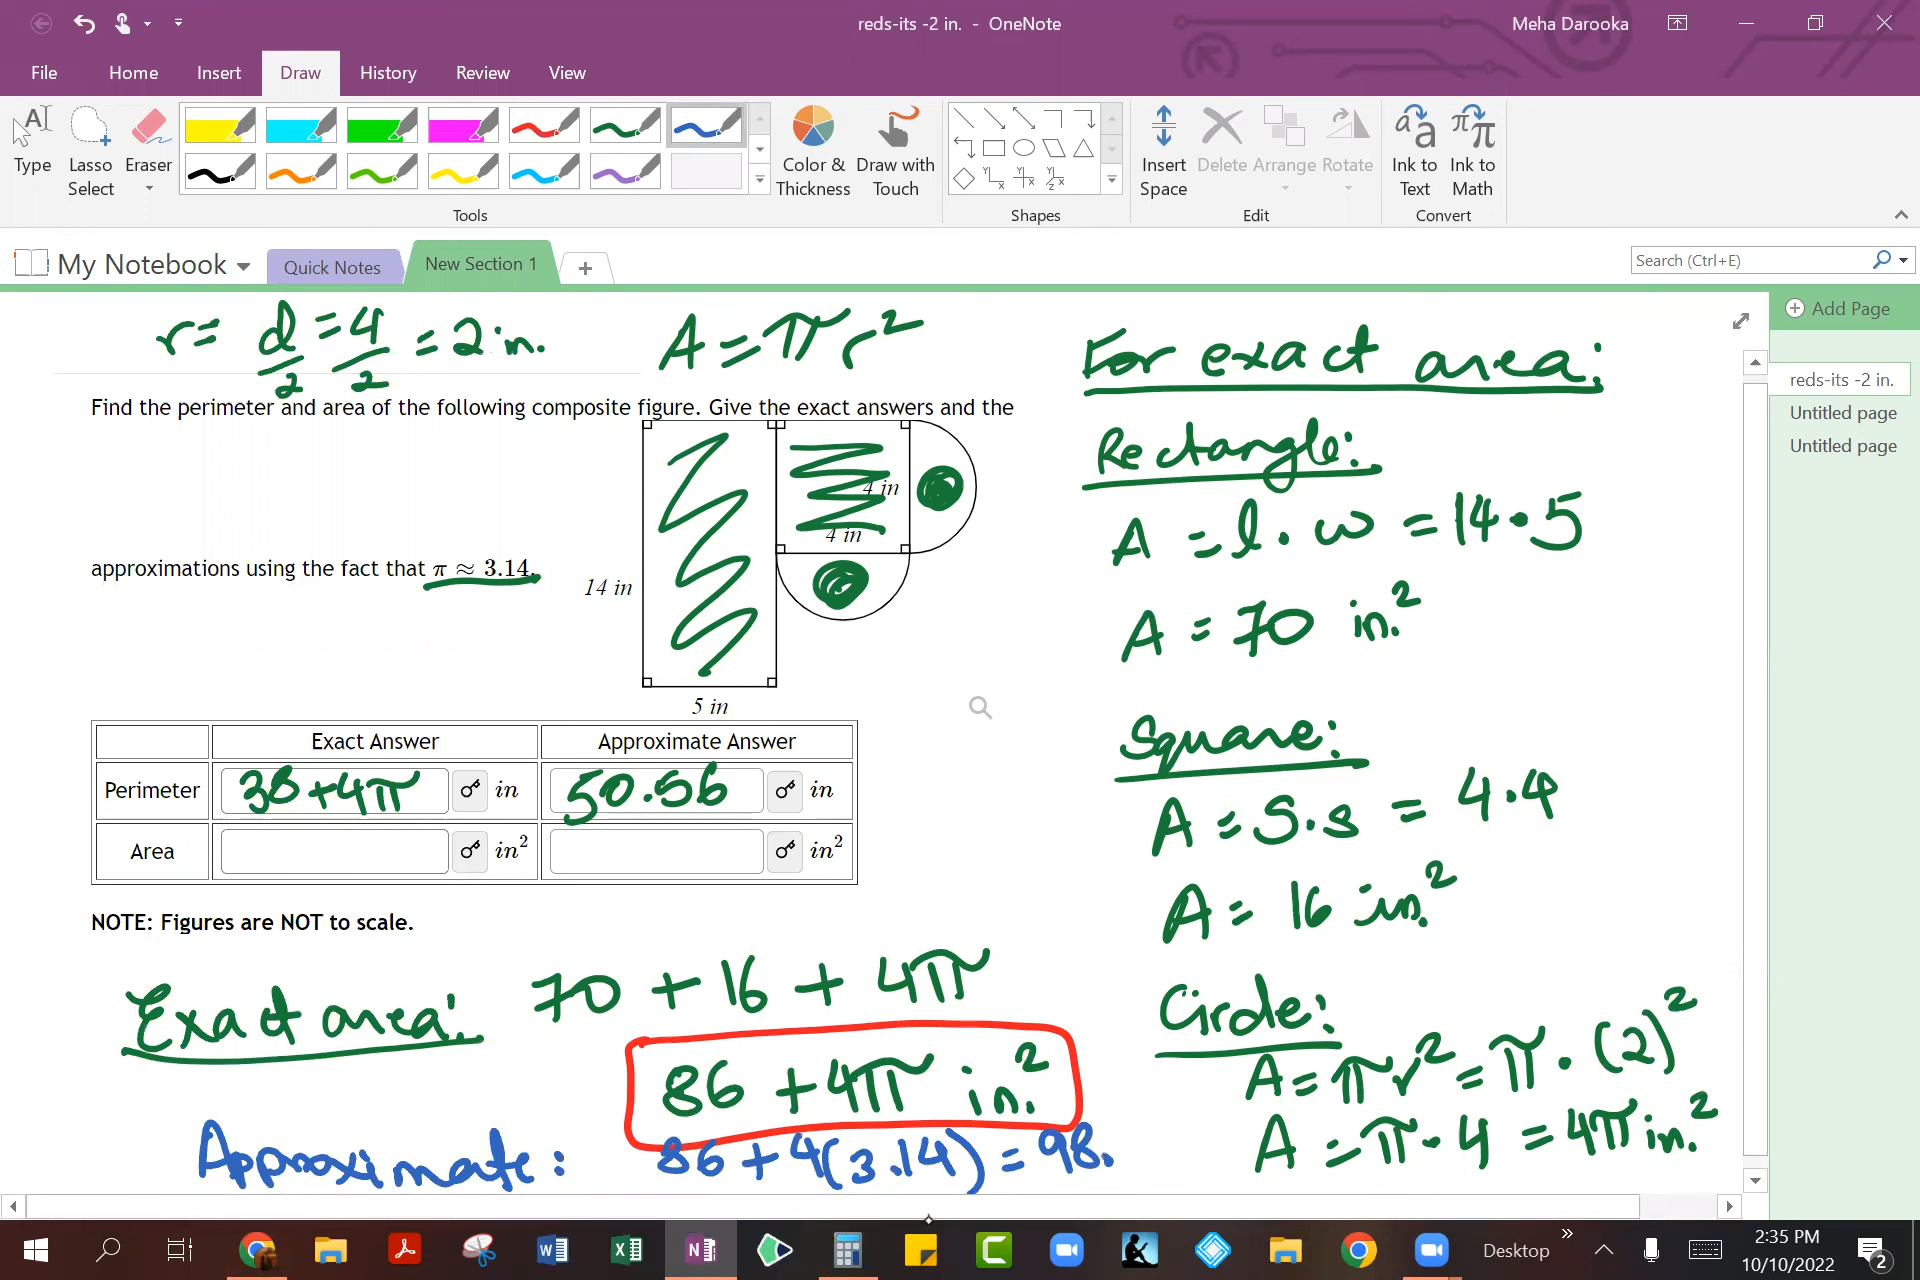 reds-its -2 in. - OneNote
Meha Darooka
File Home Insert Draw History Review View
Type
Lasso Select
Eraser
Color & Thickness
Draw with Touch
Insert Space
Delete
Arrange
Rotate
Ink to Text
Ink to Math
Tools
Shapes
Edit
Convert
My Notebook
Quick Notes
New Section 1
Search (Ctrl+E)
Add Page
reds-its -2 in.
Untitled page
Untitled page
r = d/2 = 4/2 = 2 in.
A = πr²
Find the perimeter and area of the following composite figure. Give the exact answers and the
approximations using the fact that π ≈ 3.14.
4 in
4 in
14 in
5 in
Exact Answer Approximate Answer
Perimeter 38+4π in 50.56 in
Area in² in²
NOTE: Figures are NOT to scale.
Exact area: 70 + 16 + 4π
86 + 4π in.²
Approximate: 86 + 4(3.14) = 98.
For exact area:
Rectangle:
A = l · w = 14 · 5
A = 70 in.²
Square:
A = s · s = 4 · 4
A = 16 in.²
Circle:
A = πr² = π · (2)²
A = π · 4 = 4π in.²
Desktop
2:35 PM
10/10/2022
2